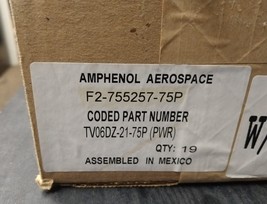 AMPHENOL AEROSPACE
F2-755257-75P
CODED PART NUMBER
TV06DZ-21-75P (PWR)
QTY: 19
ASSEMBLED IN MEXICO
W/